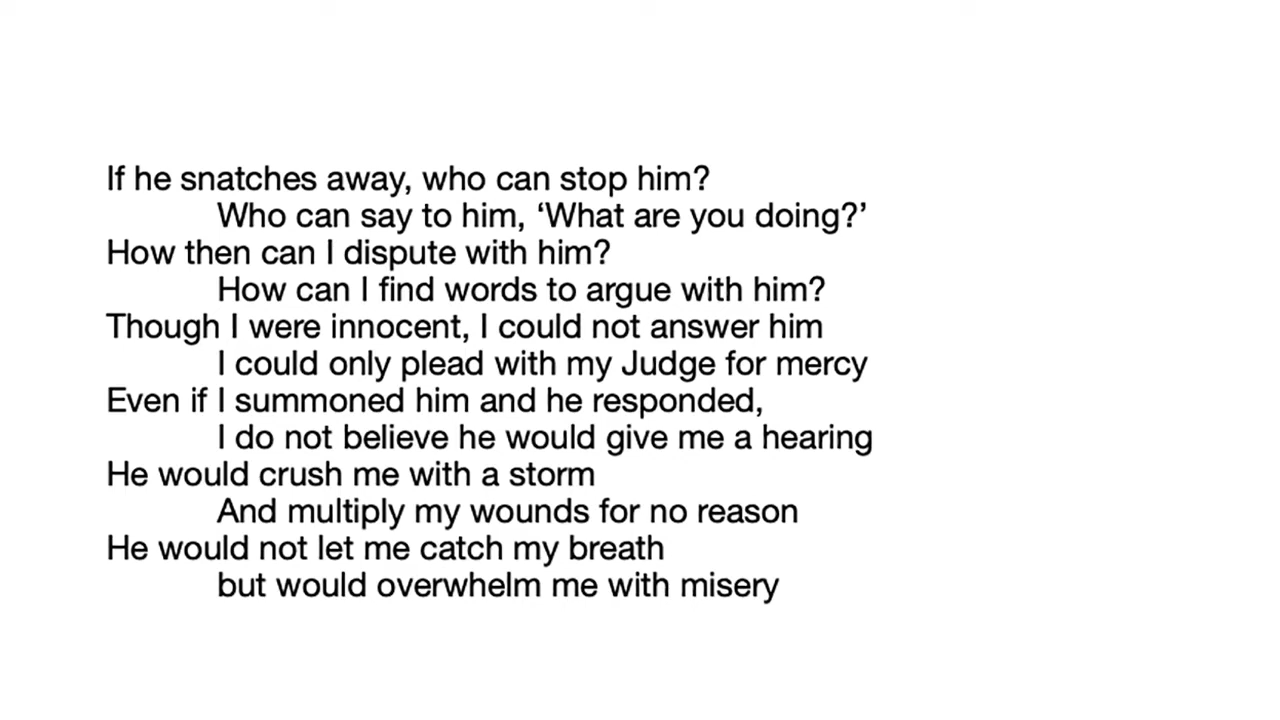 If he snatches away, who can stop him?
Who can say to him, ‘What are you doing?’
How then can I dispute with him?
How can I find words to argue with him?
Though I were innocent, I could not answer him
I could only plead with my Judge for mercy
Even if I summoned him and he responded,
I do not believe he would give me a hearing
He would crush me with a storm
And multiply my wounds for no reason
He would not let me catch my breath
but would overwhelm me with misery